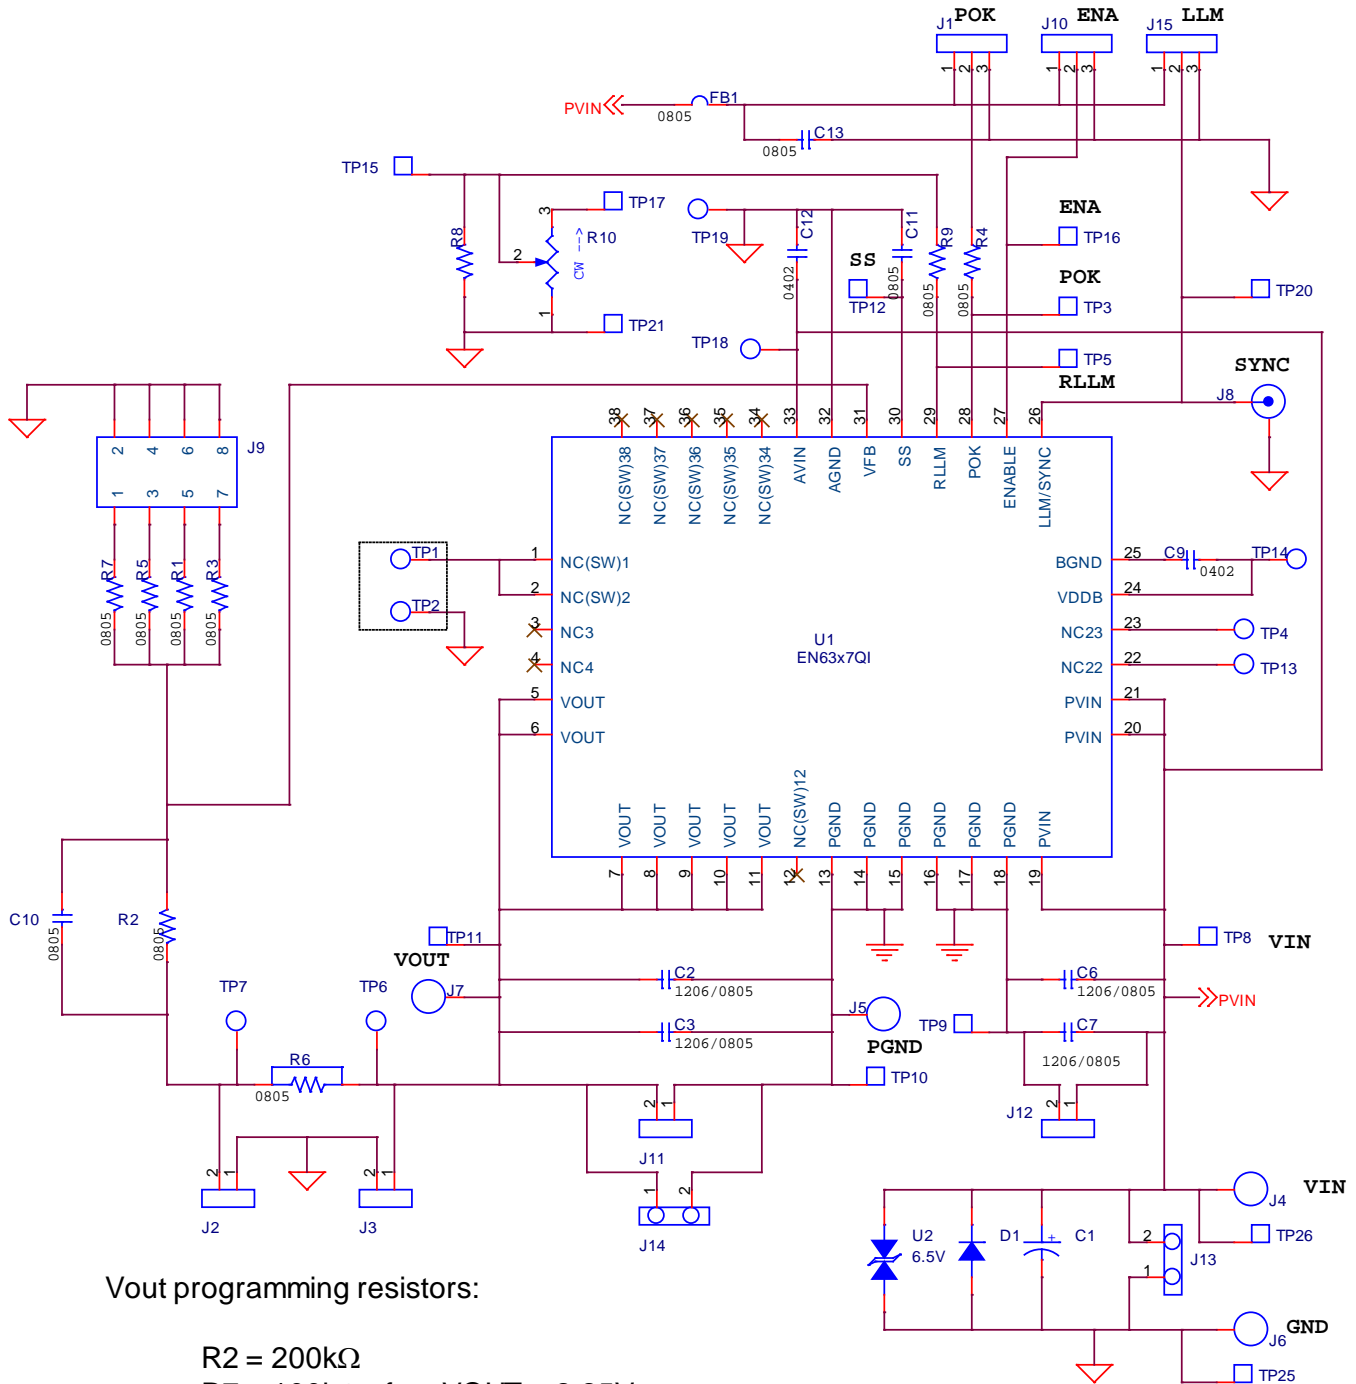 J1 POK
J10 ENA
J15 LLM
1 2 3
1 2 3
1 2 3
PVIN
FB1
0805
C13
0805
TP15
TP17
TP19
C12
C11
R9
R4
ENA
TP16
R8
3
R10
2
CW -->
1
SS
0402
0805
0805
0805
TP12
POK
TP3
TP20
TP21
TP18
TP5
RLLM
SYNC
J8
38 37 36 35 34 33 32 31 30 29 28 27 26
NC(SW)38
NC(SW)37
NC(SW)36
NC(SW)35
NC(SW)34
AVIN
AGND
VFB
SS
RLLM
POK
ENABLE
LLM/SYNC
2 4 6 8
J9
1 3 5 7
R7
R5
R1
R3
0805
0805
0805
0805
TP1
TP2
1 NC(SW)1
2 NC(SW)2
3 NC3
4 NC4
5 VOUT
6 VOUT
U1
EN63x7QI
BGND 25
VDDB 24
NC23 23
NC22 22
PVIN 21
PVIN 20
C9
0402
TP14
TP4
TP13
VOUT
VOUT
VOUT
VOUT
VOUT
NC(SW)12
PGND
PGND
PGND
PGND
PGND
PGND
PVIN
7 8 9 10 11 12 13 14 15 16 17 18 19
C10
0805
R2
0805
TP11
VOUT
J7
C2
1206/0805
C3
1206/0805
J5
PGND
TP10
TP9
C6
1206/0805
C7
1206/0805
TP8 VIN
PVIN
TP7
TP6
R6
0805
2 1
J11
2 1
J12
2 1
J2
2 1
J3
1 2
J14
VIN
J4
TP26
U2
6.5V
D1
+
C1
2
1
J13
GND
J6
TP25
Vout programming resistors:
R2 = 200kΩ